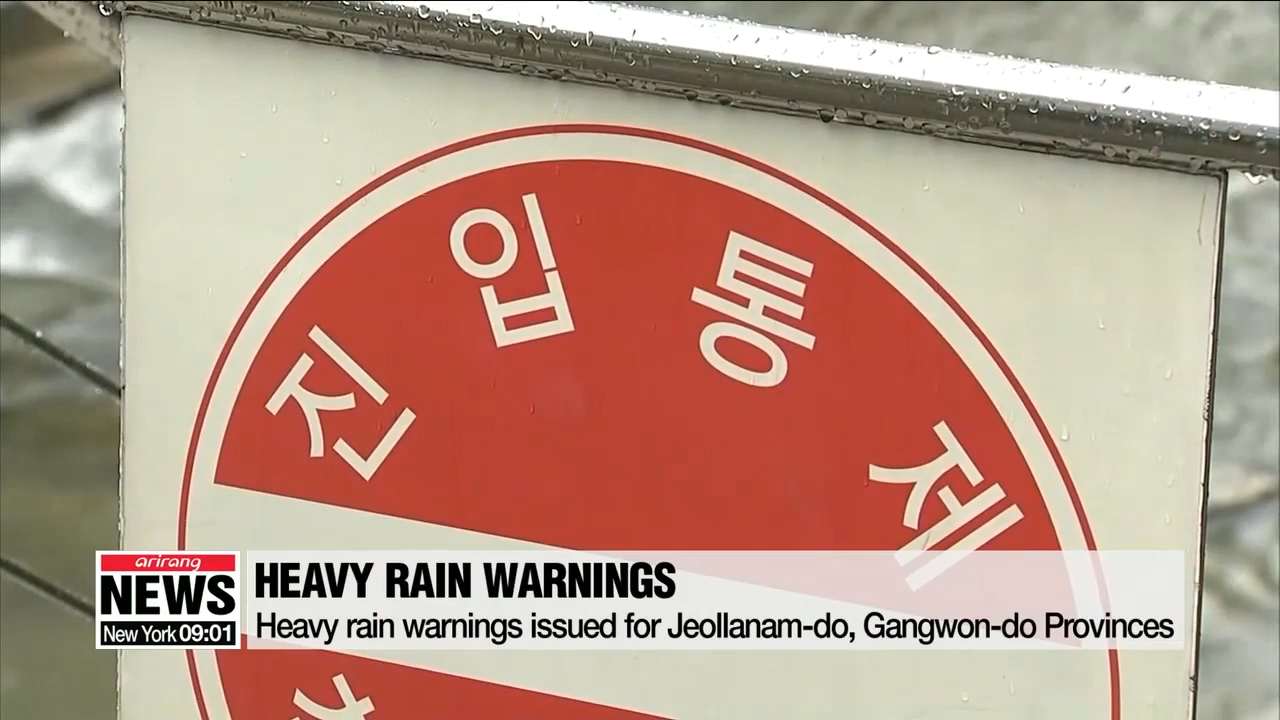 진입통제
arirang
NEWS
New York 09:01
HEAVY RAIN WARNINGS
Heavy rain warnings issued for Jeollanam-do, Gangwon-do Provinces